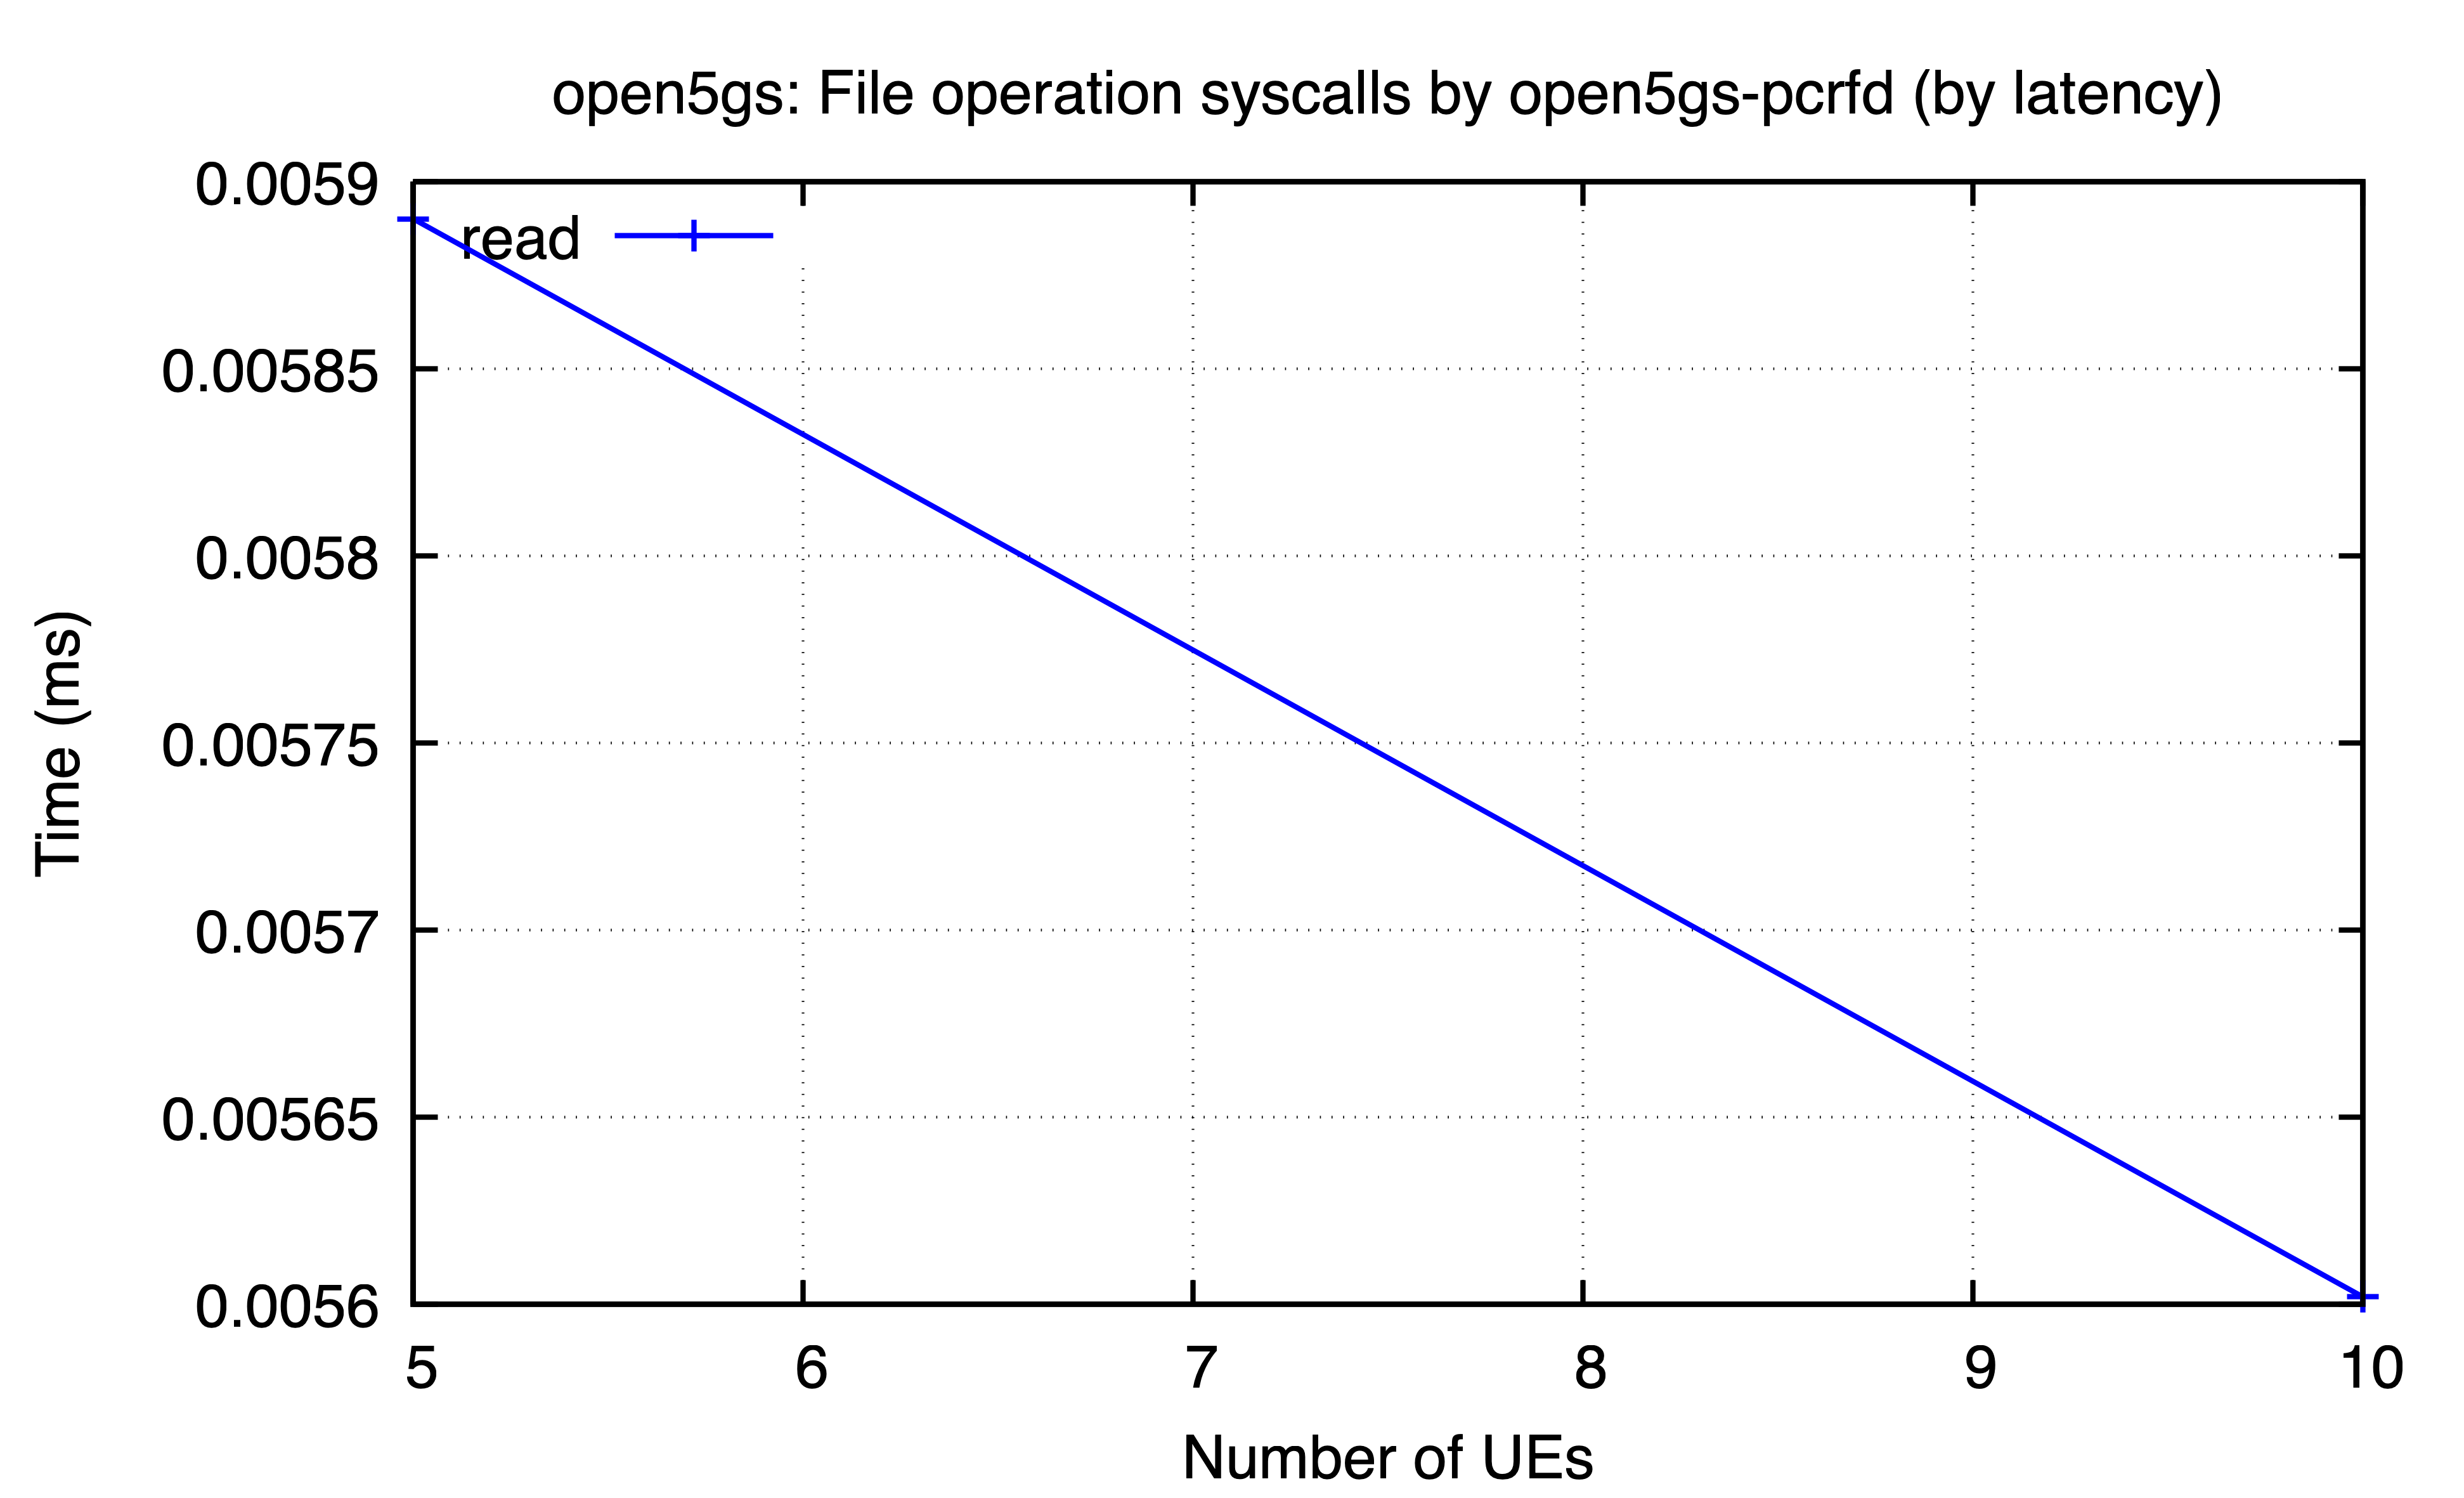 open5gs: File operation syscalls by open5gs-pcrfd (by latency)
0.0059
read
0.00585
0.0058
0.00575
0.0057
0.00565
0.0056
Time (ms)
5 6 7 8 9 10
Number of UEs